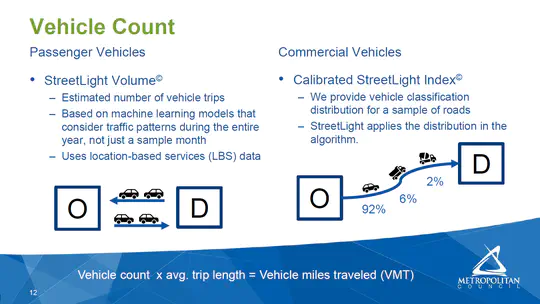 Vehicle Count
Passenger Vehicles
• StreetLight Volume©
– Estimated number of vehicle trips
– Based on machine learning models that
consider traffic patterns during the entire
year, not just a sample month
– Uses location-based services (LBS) data
O
D
Commercial Vehicles
• Calibrated StreetLight Index©
– We provide vehicle classification
distribution for a sample of roads
– StreetLight applies the distribution in the
algorithm.
O
92%
6%
2%
D
Vehicle count x avg. trip length = Vehicle miles traveled (VMT)
12
METROPOLITAN
COUNCIL